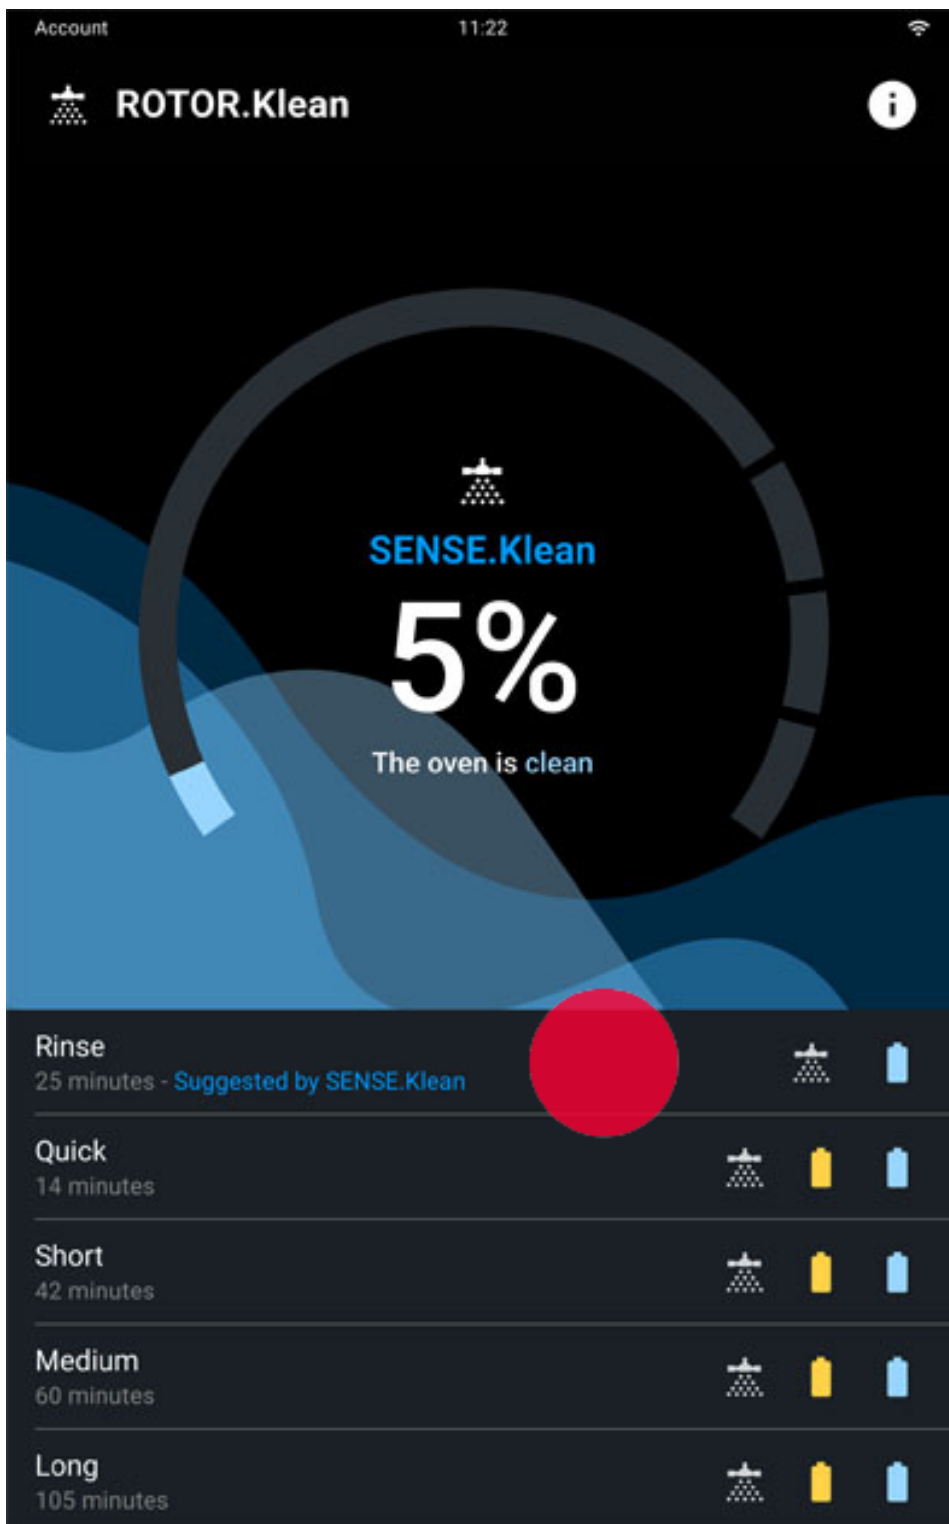 Account
11:22
ROTOR.Klean
i
SENSE.Klean
5%
The oven is clean
Rinse
25 minutes - Suggested by SENSE.Klean
Quick
14 minutes
Short
42 minutes
Medium
60 minutes
Long
105 minutes